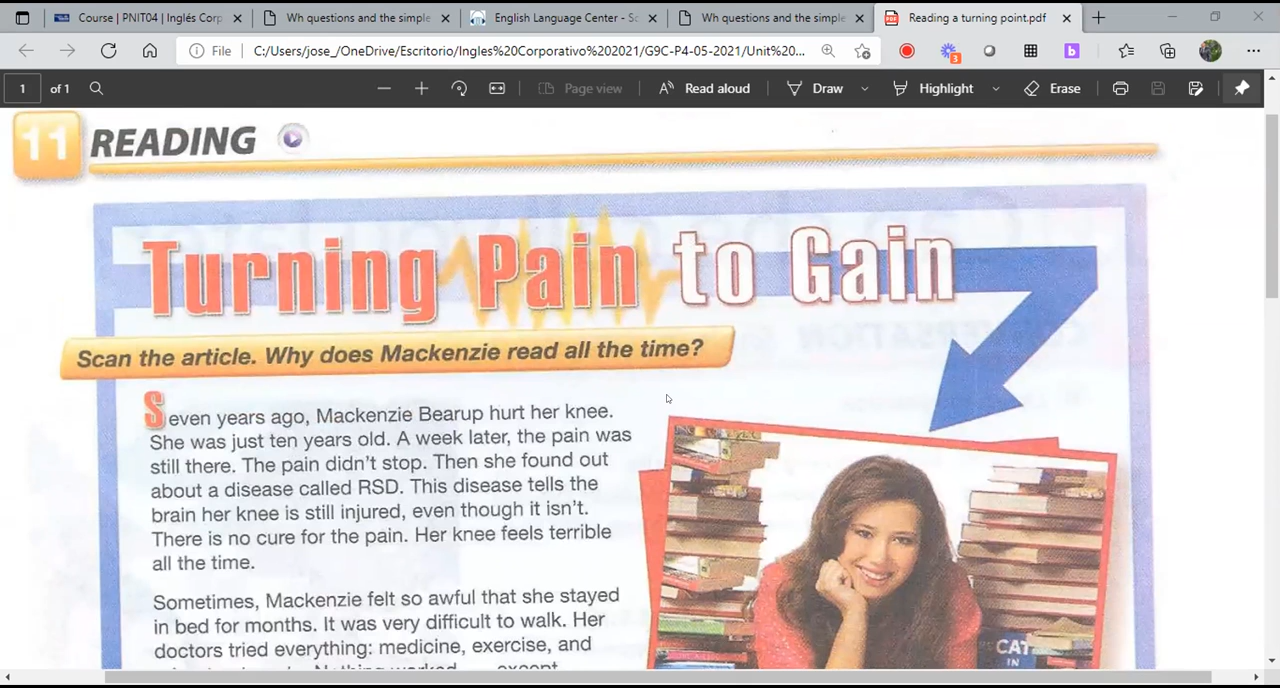 Course | PNIT04 | Inglés Corp
Wh questions and the simple
English Language Center - Sc
Wh questions and the simple
Reading a turning point.pdf
File
C:/Users/jose_/OneDrive/Escritorio/Ingles%20Corporativo%202021/G9C-P4-05-2021/Unit%20...
3
b
1 of 1
Page view
Read aloud
Draw
Highlight
Erase
11 READING
Turning Pain to Gain
Scan the article. Why does Mackenzie read all the time?
Seven years ago, Mackenzie Bearup hurt her knee.
She was just ten years old. A week later, the pain was
still there. The pain didn't stop. Then she found out
about a disease called RSD. This disease tells the
brain her knee is still injured, even though it isn't.
There is no cure for the pain. Her knee feels terrible
all the time.
Sometimes, Mackenzie felt so awful that she stayed
in bed for months. It was very difficult to walk. Her
doctors tried everything: medicine, exercise, and
Nothing worked except
CAT
IN